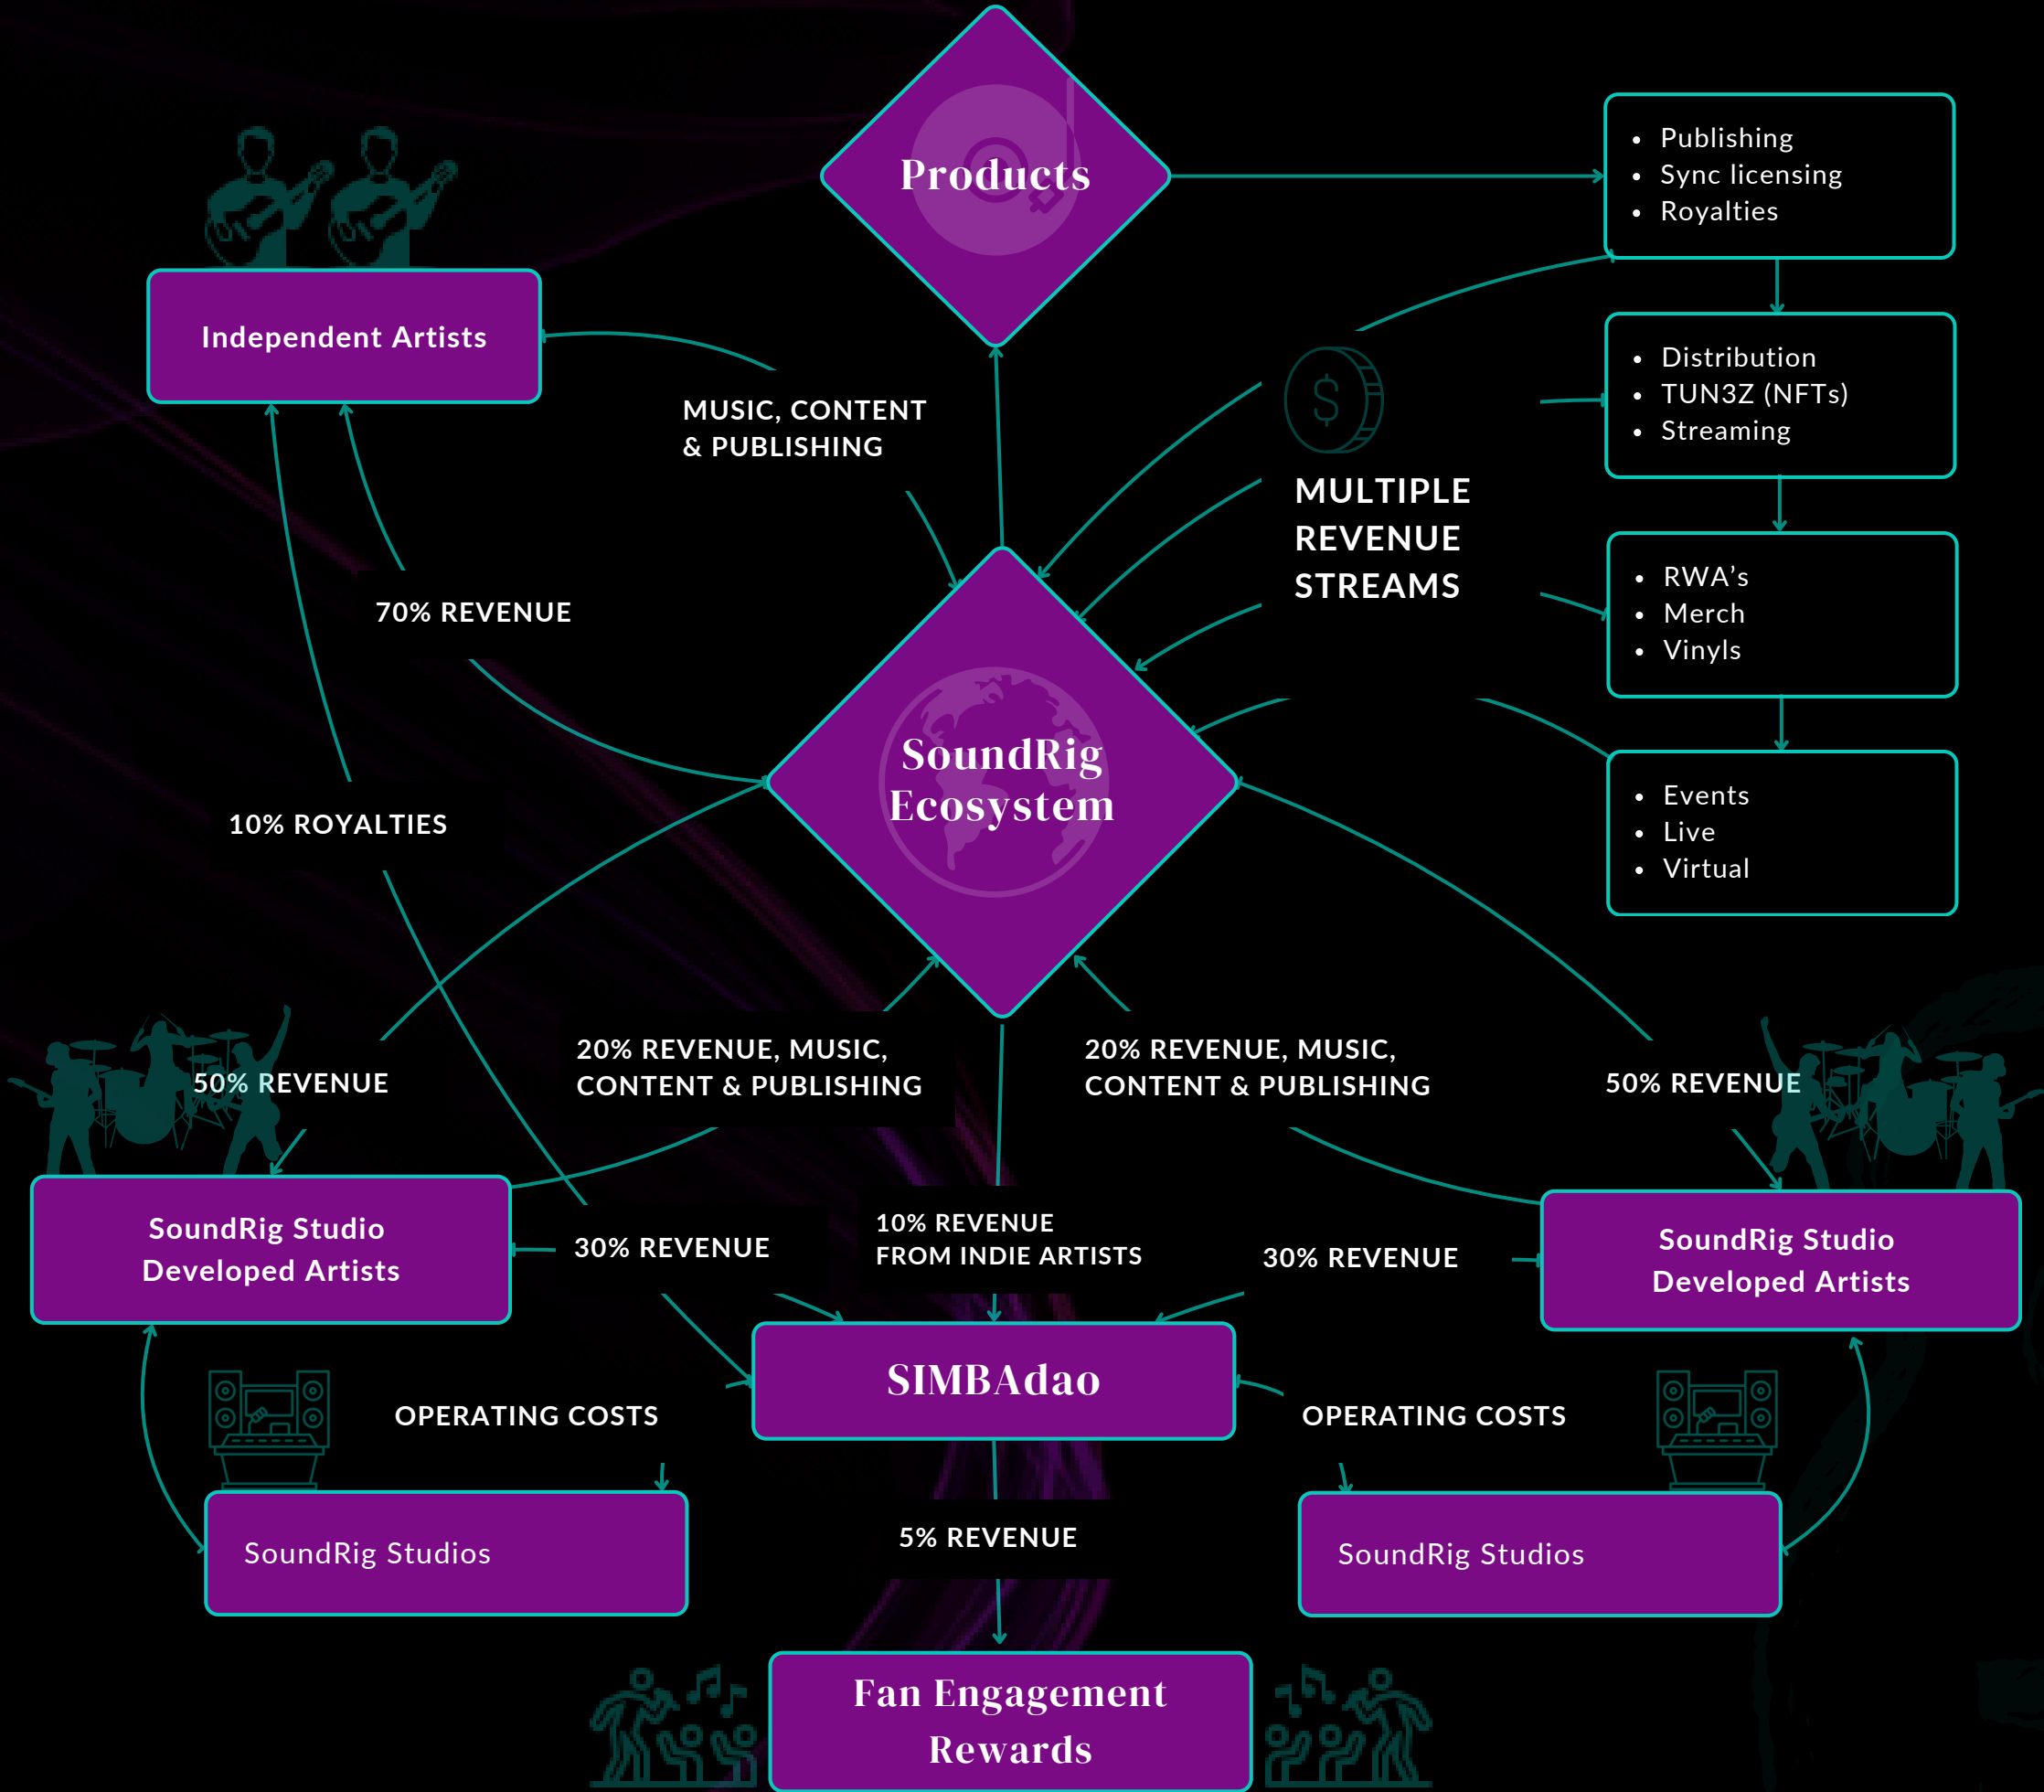 Products
• Publishing
• Sync licensing
• Royalties
Independent Artists
MUSIC, CONTENT
& PUBLISHING
• Distribution
• TUN3Z (NFTs)
• Streaming
$
MULTIPLE
REVENUE
STREAMS
70% REVENUE
• RWA’s
• Merch
• Vinyls
SoundRig
Ecosystem
10% ROYALTIES
• Events
• Live
• Virtual
50% REVENUE
20% REVENUE, MUSIC,
CONTENT & PUBLISHING
20% REVENUE, MUSIC,
CONTENT & PUBLISHING
50% REVENUE
SoundRig Studio
Developed Artists
30% REVENUE
10% REVENUE
FROM INDIE ARTISTS
30% REVENUE
SoundRig Studio
Developed Artists
SIMBAdao
OPERATING COSTS
OPERATING COSTS
SoundRig Studios
5% REVENUE
SoundRig Studios
Fan Engagement
Rewards